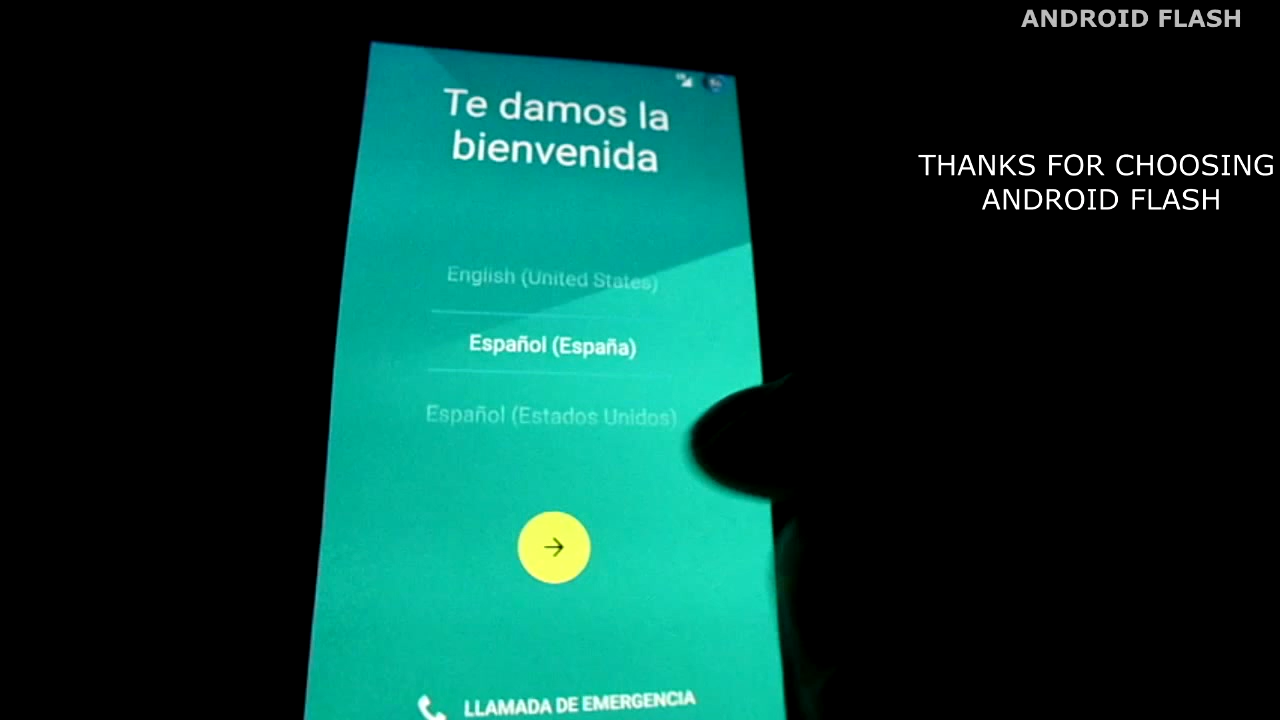 ANDROID FLASH
Te damos la
bienvenida
THANKS FOR CHOOSING
ANDROID FLASH
English (United States)
Español (España)
Español (Estados Unidos)
LLAMADA DE EMERGENCIA